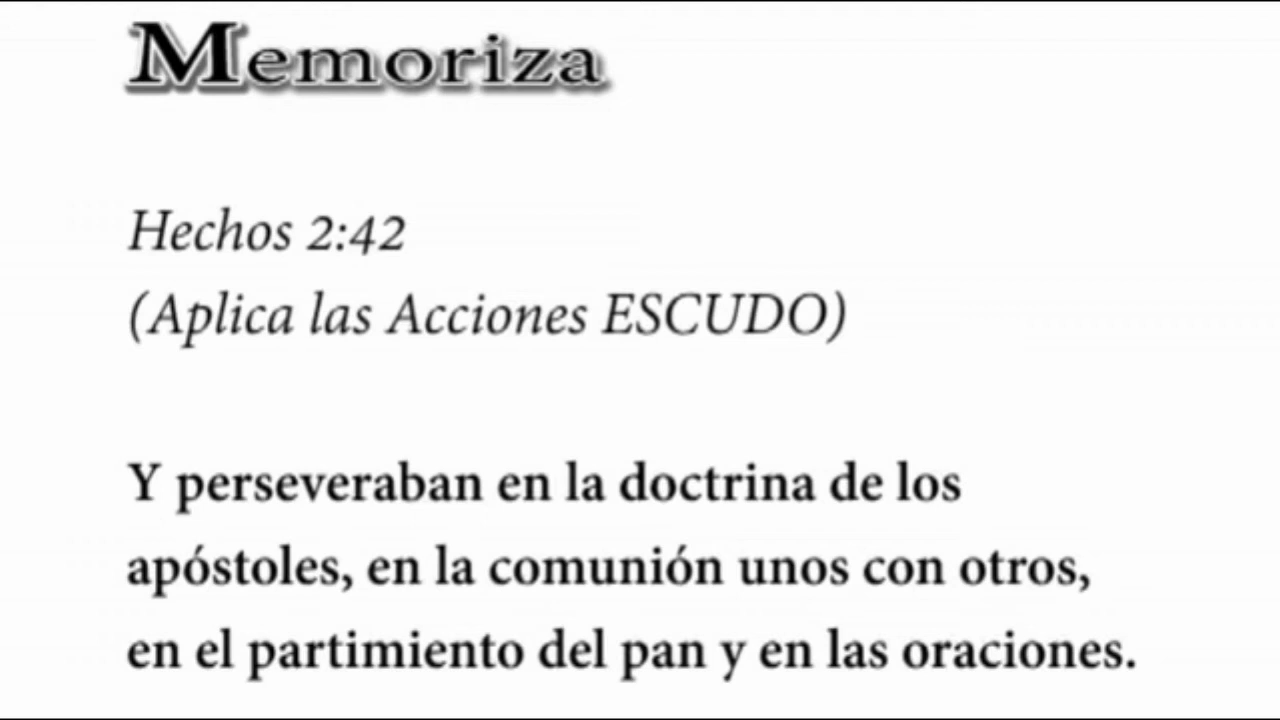 Memoriza
Hechos 2:42
(Aplica las Acciones ESCUDO)
Y perseveraban en la doctrina de los
apóstoles, en la comunión unos con otros,
en el partimiento del pan y en las oraciones.